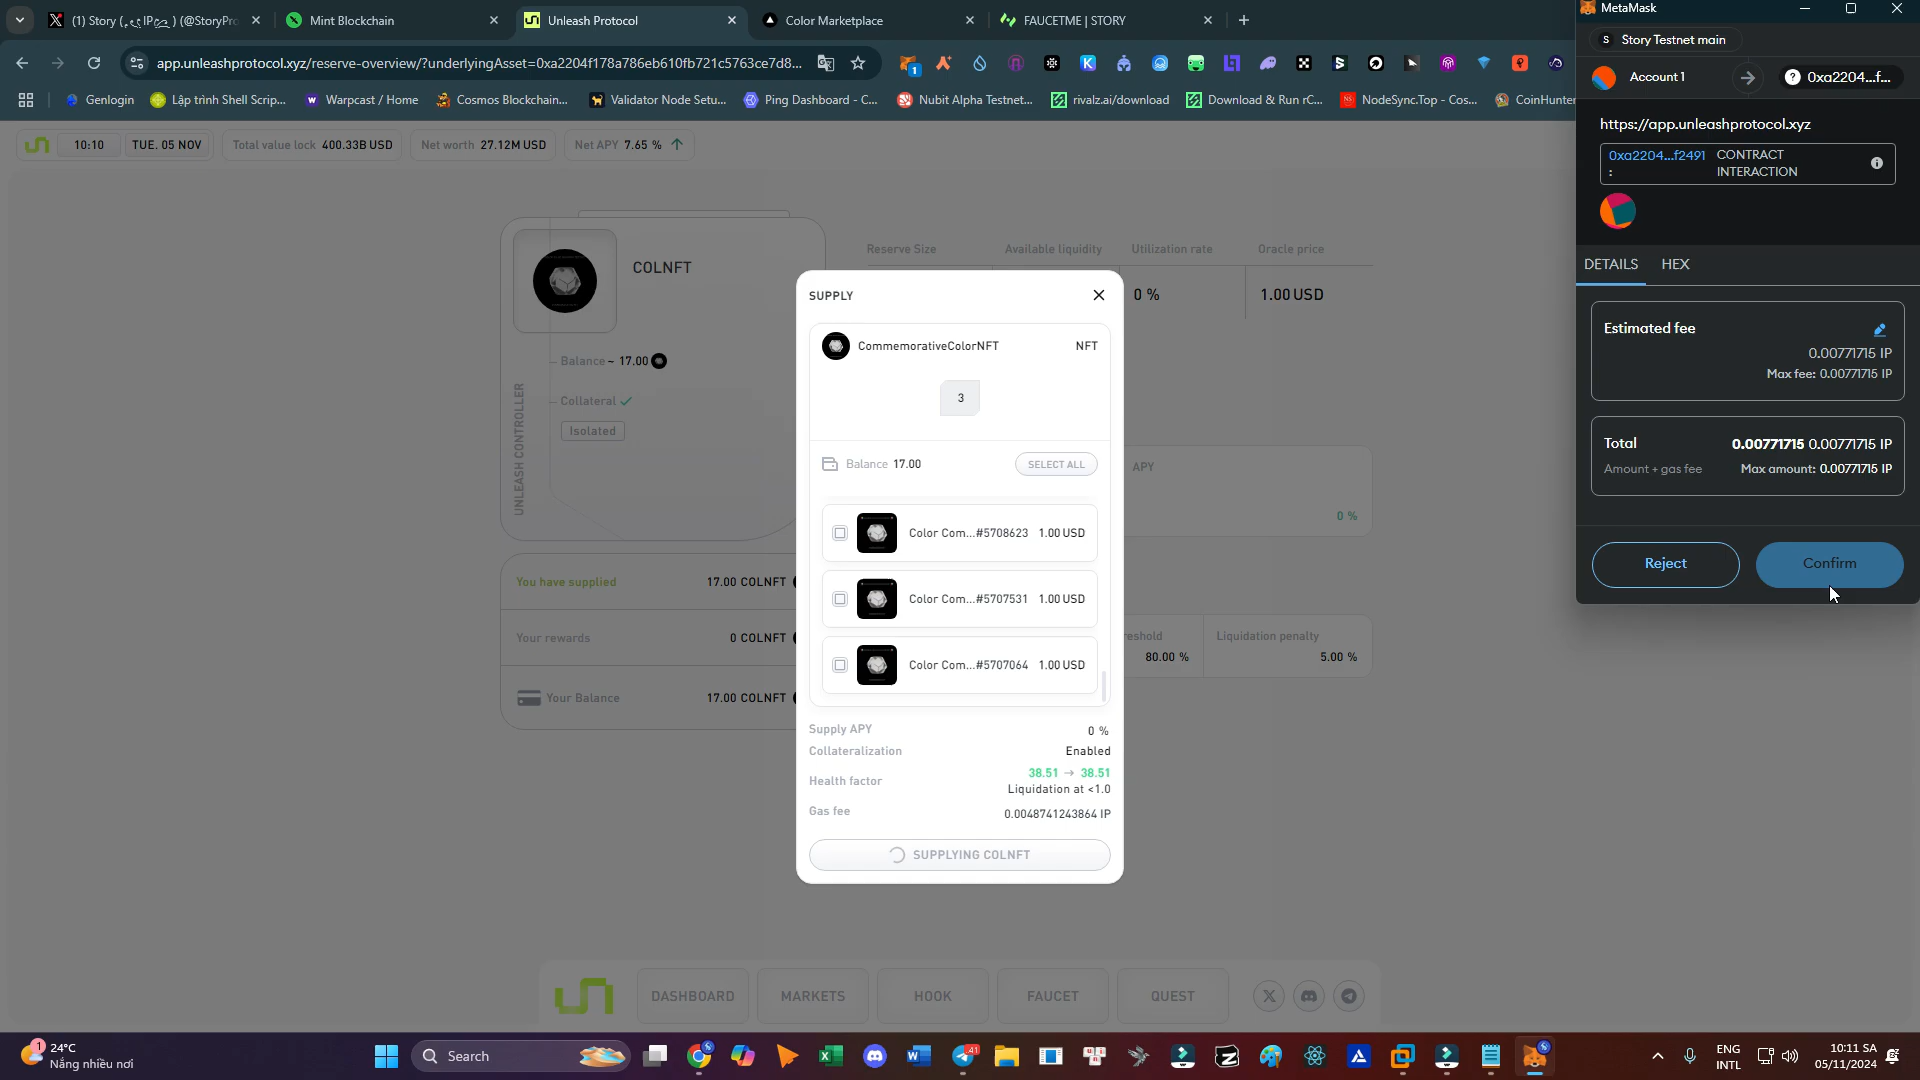 (1) Story
Mint Blockchain
Unleash Protocol
Color Marketplace
FAUCETME | STORY
app.unleashprotocol.xyz/reserve-overview/?underlyingAsset=0xa2204f178a786eb610fb721c5763ce7d8...
Genlogin
Lập trình Shell Scrip...
Warpcast / Home
Cosmos Blockchain...
Validator Node Setu...
Ping Dashboard - C...
Nubit Alpha Testnet...
rivalz.ai/download
Download & Run rC...
NodeSync.Top - Cos...
CoinHunter
10:10
TUE. 05 NOV
Total value lock 400.33B USD
Net worth 27.12M USD
Net APY 7.65 %
COLNFT
Balance ~ 17.00
Collateral
Isolated
UNLEASH CONTROLLER
You have supplied 17.00 COLNFT
Your rewards 0 COLNFT
Your Balance 17.00 COLNFT
Reserve Size
Available liquidity
Utilization rate
Oracle price
0 %
1.00 USD
APY
0 %
Liquidation penalty
80.00 %
5.00 %
SUPPLY
CommemorativeColorNFT NFT
3
Balance 17.00
SELECT ALL
Color Com...#5708623 1.00 USD
Color Com...#5707531 1.00 USD
Color Com...#5707064 1.00 USD
Supply APY 0 %
Collateralization Enabled
Health factor 38.51 → 38.51
Liquidation at <1.0
Gas fee 0.0048741243864 IP
SUPPLYING COLNFT
DASHBOARD
MARKETS
HOOK
FAUCET
QUEST
MetaMask
S Story Testnet main
Account 1
0xa2204...f...
https://app.unleashprotocol.xyz
0xa2204...f2491 : CONTRACT INTERACTION
DETAILS
HEX
Estimated fee
0.00771715 IP
Max fee: 0.00771715 IP
Total 0.00771715 0.00771715 IP
Amount + gas fee Max amount: 0.00771715 IP
Reject
Confirm
24°C
Nắng nhiều nơi
Search
ENG
INTL
10:11 SA
05/11/2024